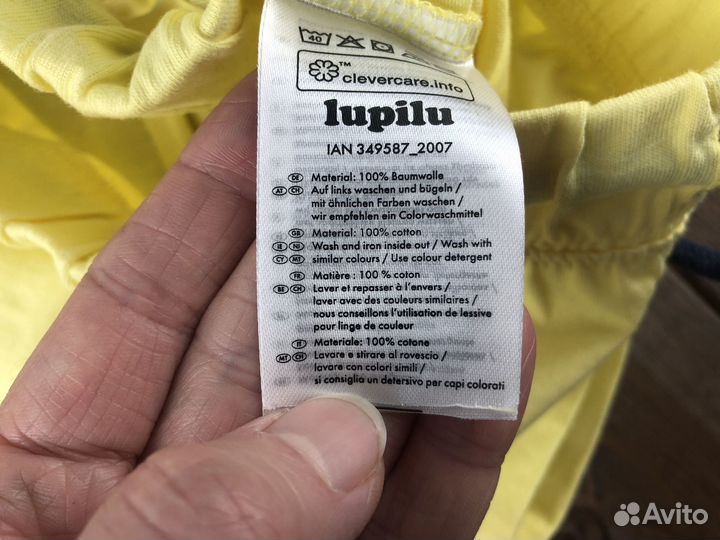 40
™
clevercare.info
lupilu
IAN 349587_2007
DE Material: 100% Baumwolle
AT CH Auf links waschen und bügeln /
mit ähnlichen Farben waschen /
wir empfehlen ein Colorwaschmittel
GB Material: 100% cotton
IE NI Wash and iron inside out / Wash with
CY MT similar colours / Use colour detergent
FR Matière : 100 % coton
BE CH Laver et repasser à l'envers /
laver avec des couleurs similaires /
nous conseillons l'utilisation de lessive
pour linge de couleur
IT Materiale: 100% cotone
MT CH Lavare e stirare al rovescio /
lavare con colori simili /
si consiglia un detersivo per capi colorati
Avito